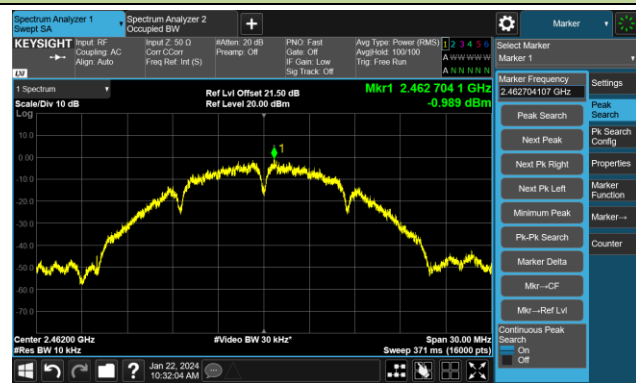 Spectrum Analyzer 1
Swept SA
Spectrum Analyzer 2
Occupied BW
+
Marker
KEYSIGHT
Input: RF
Coupling: AC
Align: Auto
Input Z: 50 Ω
Corr CCorr
Freq Ref: Int (S)
#Atten: 20 dB
Preamp: Off
PNO: Fast
Gate: Off
IF Gain: Low
Sig Track: Off
Avg Type: Power (RMS)
Avg|Hold: 100/100
Trig: Free Run
1 2 3 4 5 6
A W W W W W
A N N N N N
LXI
Select Marker
Marker 1
1 Spectrum
Scale/Div 10 dB
Log
Ref Lvl Offset 21.50 dB
Ref Level 20.00 dBm
Mkr1 2.462 704 1 GHz
-0.989 dBm
10.0
0.00
-10.0
-20.0
-30.0
-40.0
-50.0
-60.0
-70.0
1
Center 2.46200 GHz
#Res BW 10 kHz
#Video BW 30 kHz*
Span 30.00 MHz
Sweep 371 ms (16000 pts)
Marker Frequency
2.462704107 GHz
Peak Search
Next Peak
Next Pk Right
Next Pk Left
Minimum Peak
Pk-Pk Search
Marker Delta
Mkr→CF
Mkr→Ref Lvl
Continuous Peak
Search
On
Off
Settings
Peak
Search
Pk Search
Config
Properties
Marker
Function
Marker→
Counter
?
Jan 22, 2024
10:32:04 AM